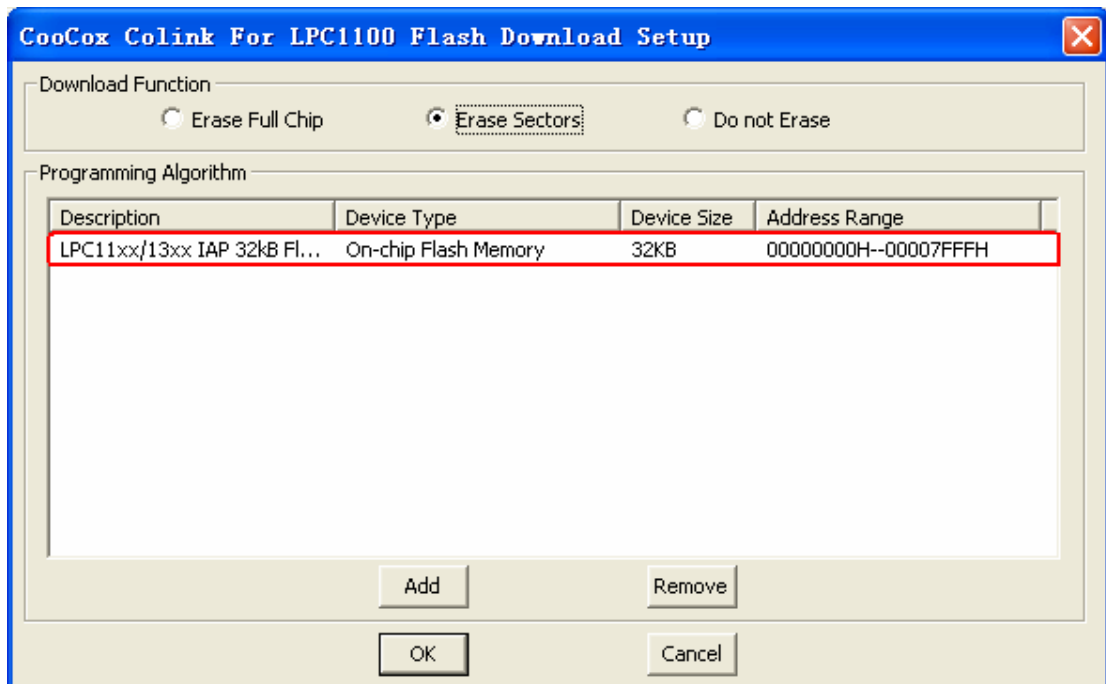 CooCox Colink For LPC1100 Flash Download Setup
Download Function
Erase Full Chip Erase Sectors Do not Erase
Programming Algorithm
Description Device Type Device Size Address Range
LPC11xx/13xx IAP 32kB Fl... On-chip Flash Memory 32KB 00000000H--00007FFFH
Add Remove
OK Cancel